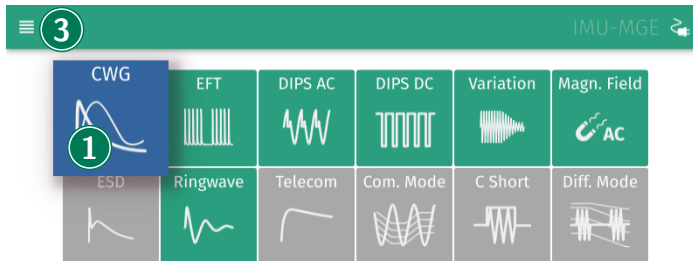 3
IMU-MGE
CWG
EFT
DIPS AC
DIPS DC
Variation
Magn. Field
1
AC
ESD
Ringwave
Telecom
Com. Mode
C Short
Diff. Mode